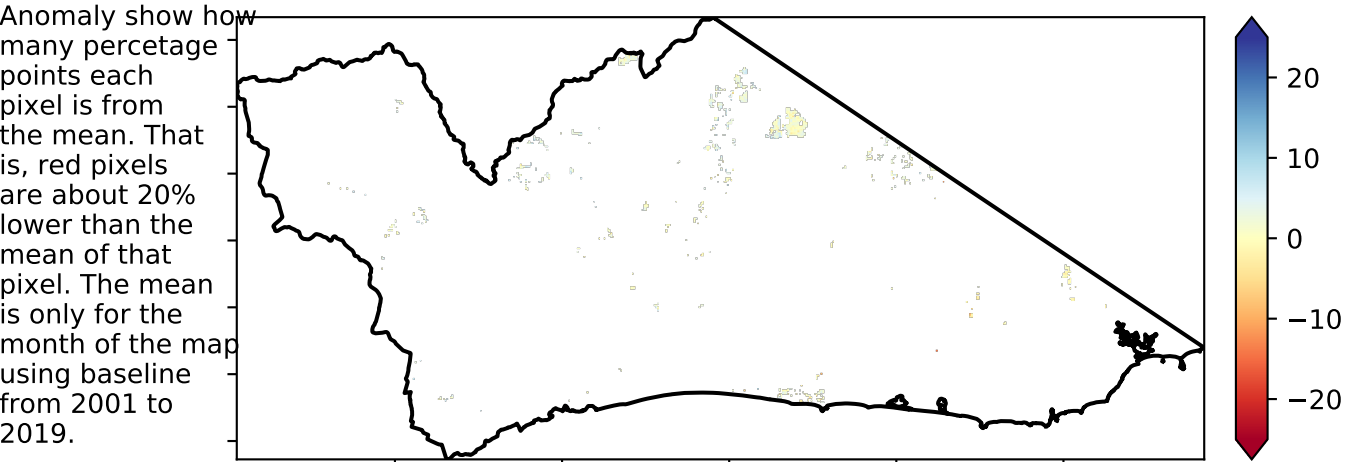 Anomaly show how
many percetage
points each
pixel is from
the mean. That
is, red pixels
are about 20%
lower than the
mean of that
pixel. The mean
is only for the
month of the map
using baseline
from 2001 to
2019.
20
10
0
−10
−20